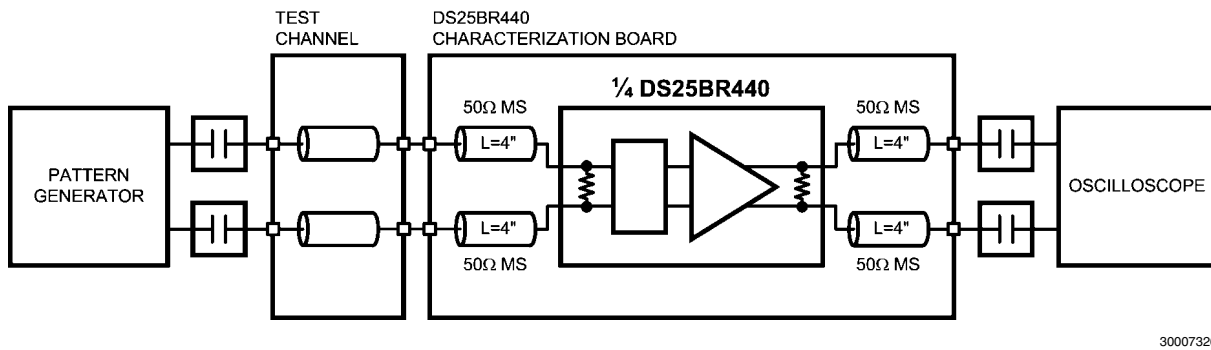 TEST
CHANNEL
DS25BR440
CHARACTERIZATION BOARD
¼ DS25BR440
50Ω MS
50Ω MS
L=4"
L=4"
PATTERN
GENERATOR
OSCILLOSCOPE
L=4"
L=4"
50Ω MS
50Ω MS